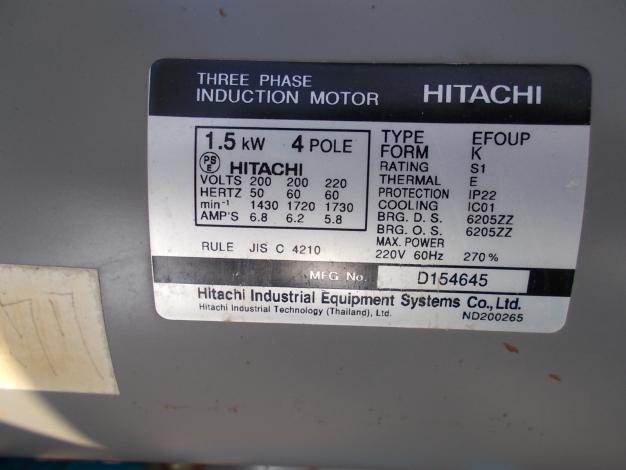 THREE PHASE
INDUCTION MOTOR HITACHI
1.5 kW 4 POLE
PS E HITACHI
VOLTS 200 200 220
HERTZ 50 60 60
min⁻¹ 1430 1720 1730
AMP'S 6.8 6.2 5.8
RULE JIS C 4210
TYPE EFOUP
FORM K
RATING S1
THERMAL E
PROTECTION IP22
COOLING IC01
BRG. D. S. 6205ZZ
BRG. O. S. 6205ZZ
MAX. POWER
220V 60Hz 270%
MFG No. D154645
Hitachi Industrial Equipment Systems Co., Ltd.
Hitachi Industrial Technology (Thailand), Ltd. ND200265